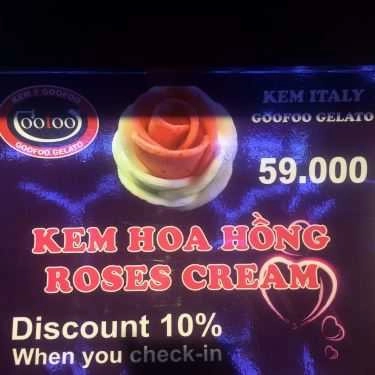 KEM Ý GOOFOO
Goofoo
GOOFOO GELATO
KEM ITALY
GOOFOO GELATO
59.000
KEM HOA HỒNG
ROSES CREAM
Discount 10%
When you check-in